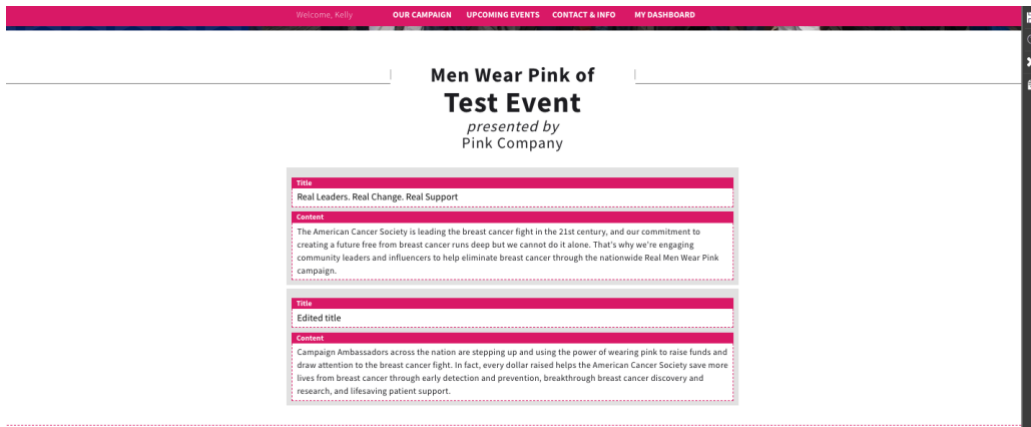 Welcome, Kelly OUR CAMPAIGN UPCOMING EVENTS CONTACT & INFO MY DASHBOARD
Men Wear Pink of
Test Event
presented by
Pink Company
Title
Real Leaders. Real Change. Real Support
Content
The American Cancer Society is leading the breast cancer fight in the 21st century, and our commitment to
creating a future free from breast cancer runs deep but we cannot do it alone. That's why we're engaging
community leaders and influencers to help eliminate breast cancer through the nationwide Real Men Wear Pink
campaign.
Title
Edited title
Content
Campaign Ambassadors across the nation are stepping up and using the power of wearing pink to raise funds and
draw attention to the breast cancer fight. In fact, every dollar raised helps the American Cancer Society save more
lives from breast cancer through early detection and prevention, breakthrough breast cancer discovery and
research, and lifesaving patient support.